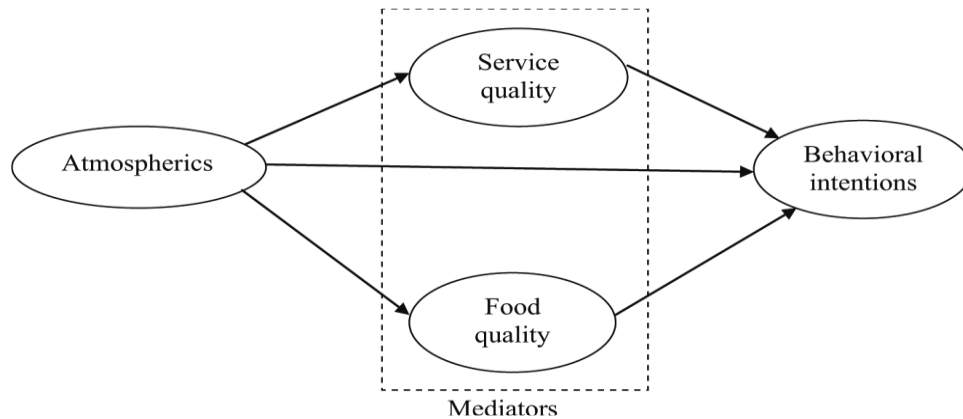 Service
quality
Atmospherics
Behavioral
intentions
Food
quality
Mediators